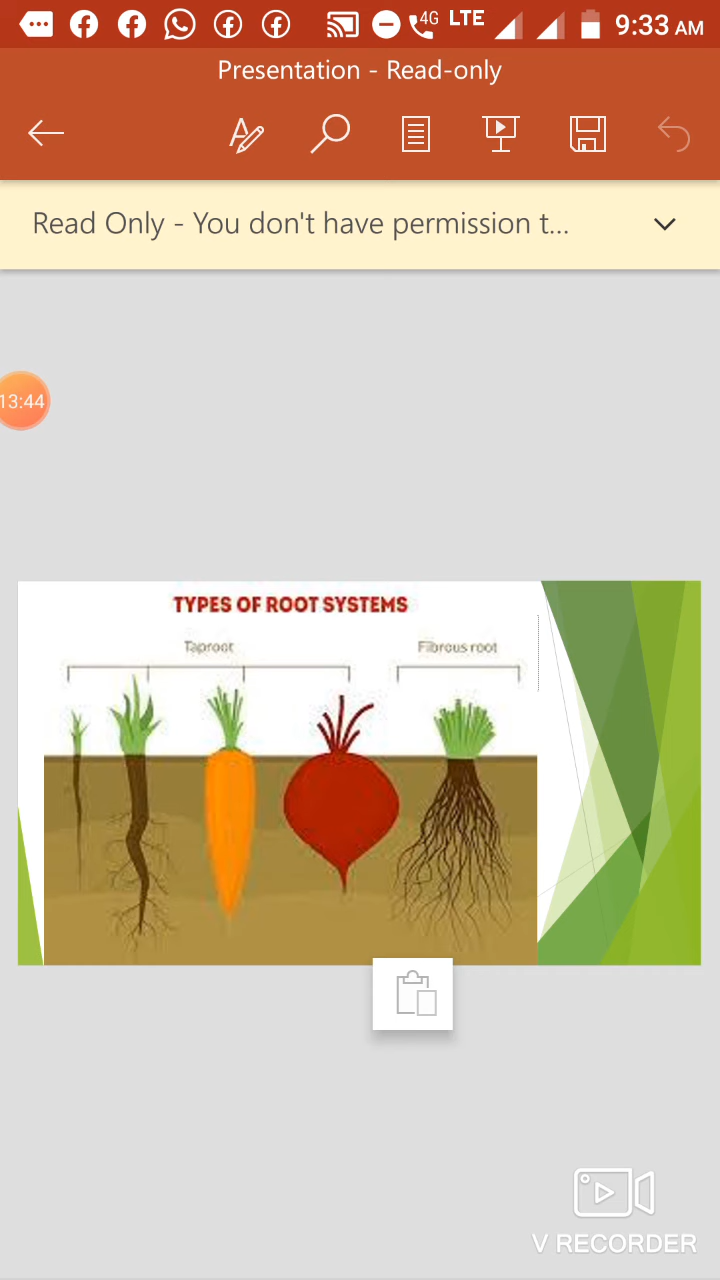 4G LTE 9:33 AM
Presentation - Read-only
Read Only - You don't have permission t...
13:44
TYPES OF ROOT SYSTEMS
Taproot Fibrous root
V RECORDER